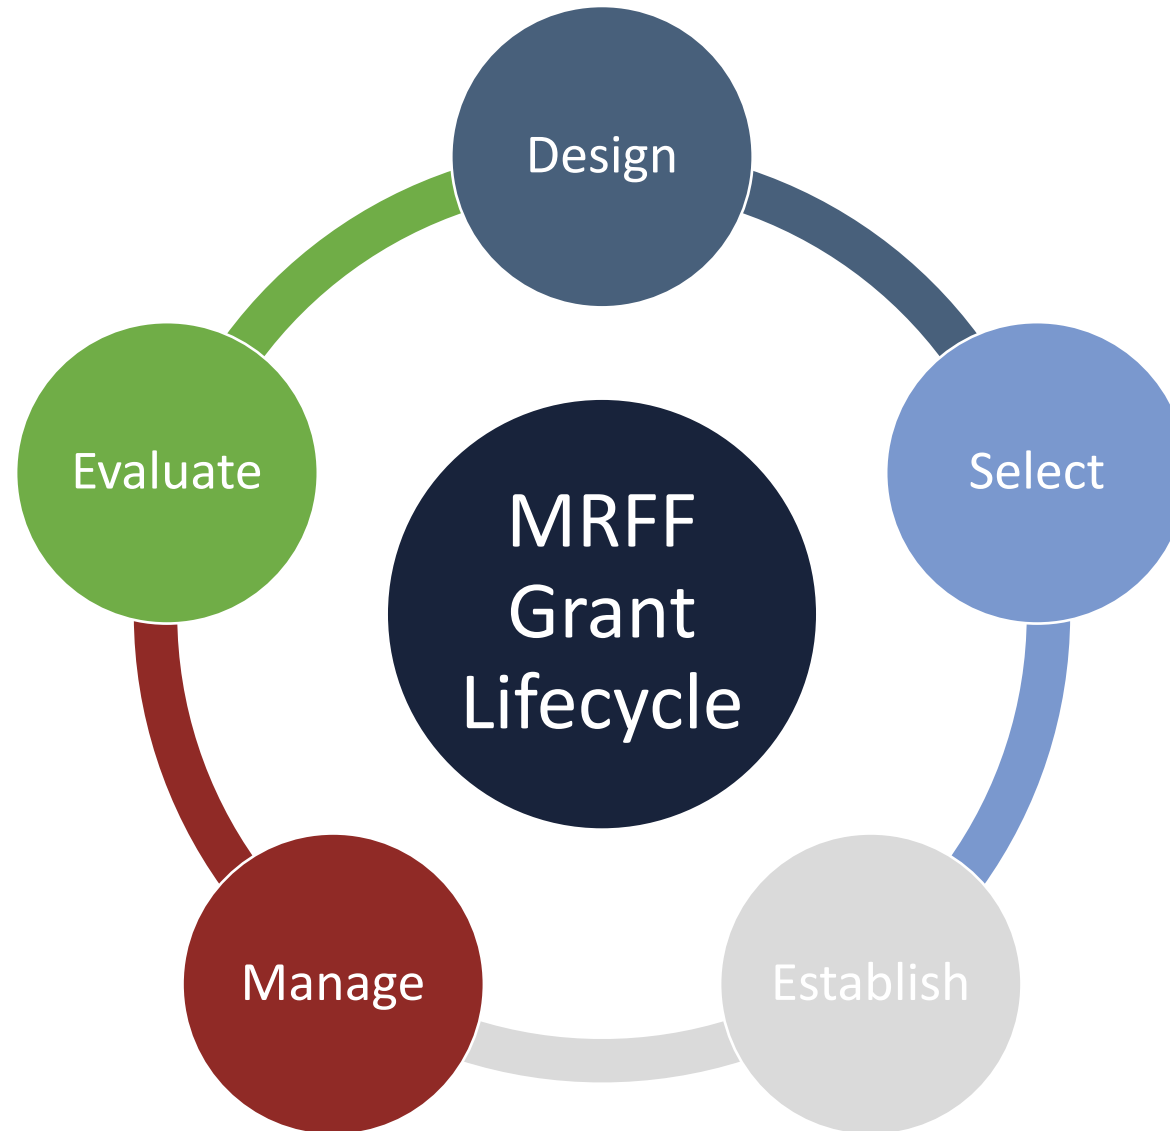 Design
Select
Establish
Manage
Evaluate
MRFF
Grant
Lifecycle